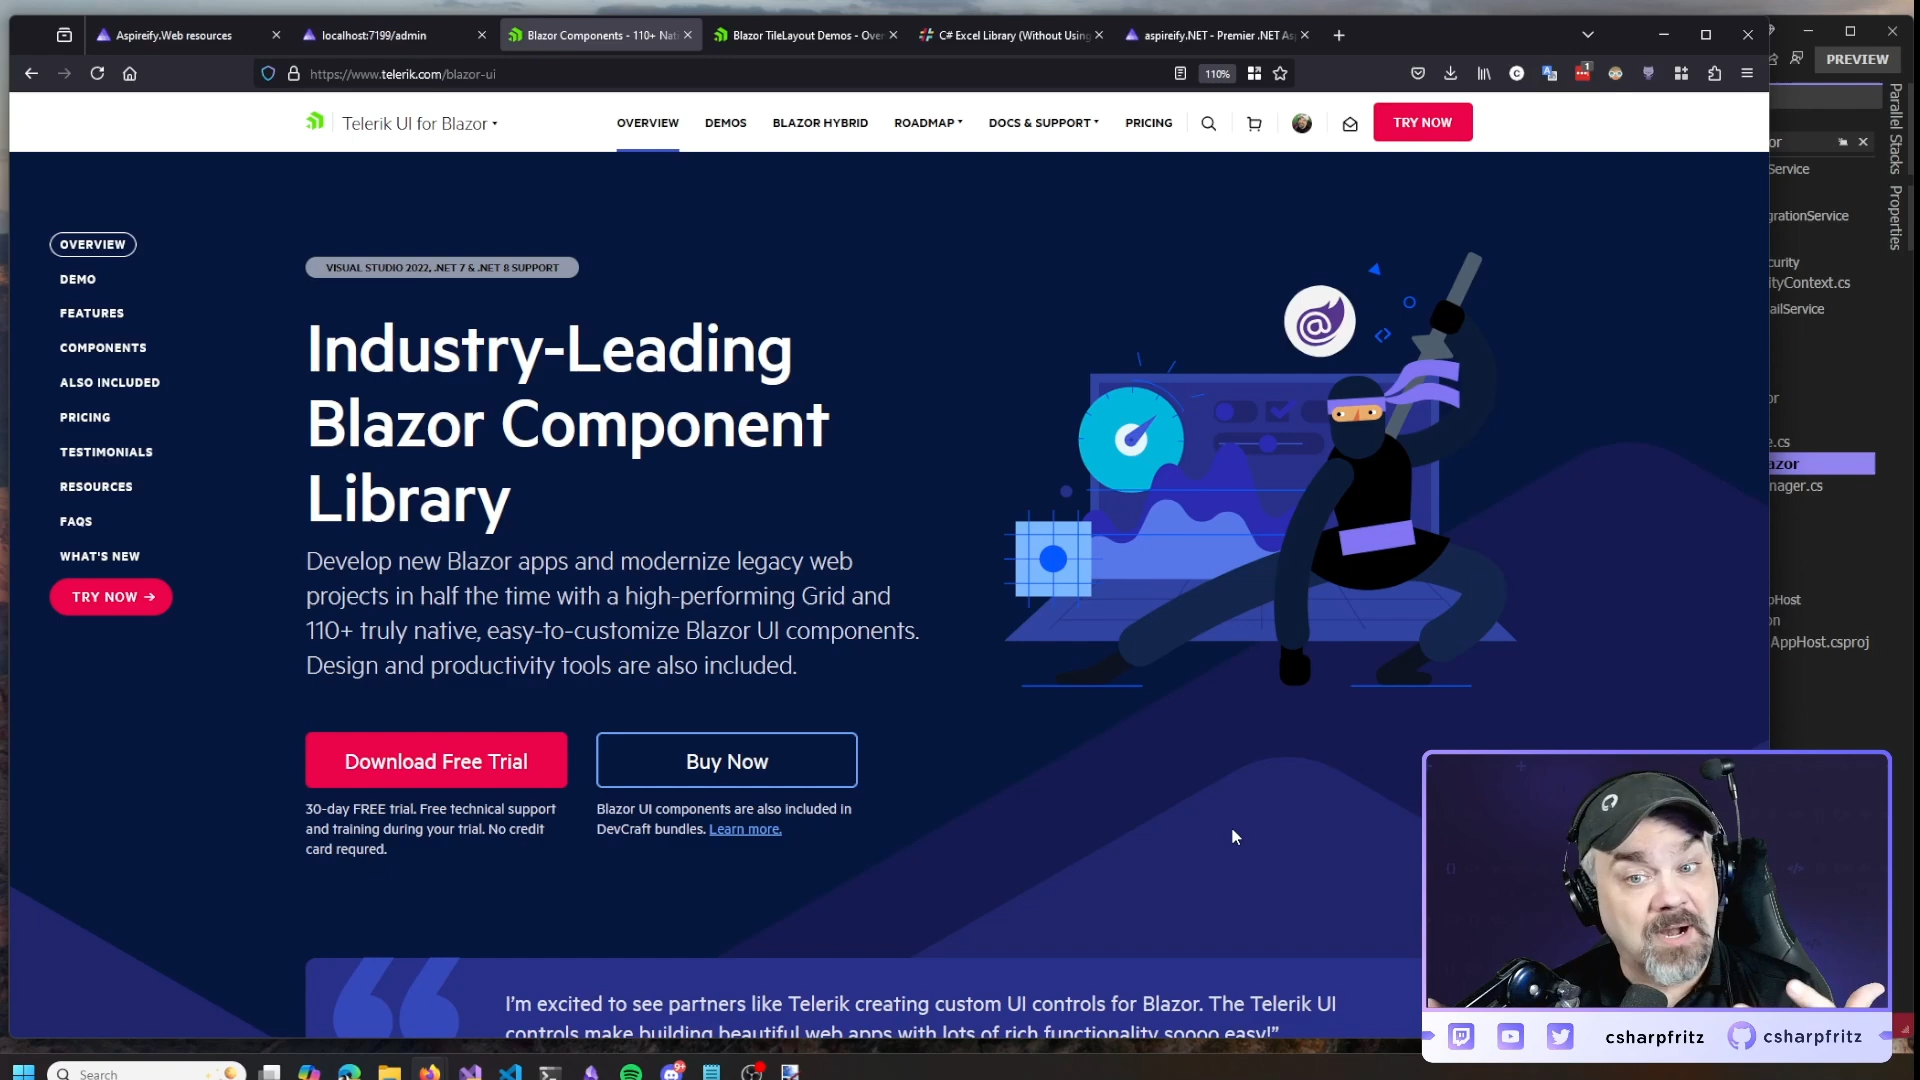 Aspireify.Web resources
localhost:7199/admin
Blazor Components - 110+ Nati
Blazor TileLayout Demos - Over
C# Excel Library (Without Using
aspireify.NET - Premier .NET As
https://www.telerik.com/blazor-ui
110%
1
PREVIEW
Telerik UI for Blazor
OVERVIEW
DEMOS
BLAZOR HYBRID
ROADMAP
DOCS & SUPPORT
PRICING
TRY NOW
OVERVIEW
DEMO
FEATURES
COMPONENTS
ALSO INCLUDED
PRICING
TESTIMONIALS
RESOURCES
FAQS
WHAT'S NEW
TRY NOW →
VISUAL STUDIO 2022, .NET 7 & .NET 8 SUPPORT
Industry-Leading
Blazor Component
Library
Develop new Blazor apps and modernize legacy web
projects in half the time with a high-performing Grid and
110+ truly native, easy-to-customize Blazor UI components.
Design and productivity tools are also included.
Download Free Trial
Buy Now
30-day FREE trial. Free technical support
and training during your trial. No credit
card requred.
Blazor UI components are also included in
DevCraft bundles. Learn more.
I'm excited to see partners like Telerik creating custom UI controls for Blazor. The Telerik UI
controls make building beautiful web apps with lots of rich functionality soooo easy!"
Parallel Stacks
Properties
or
Service
grationService
curity
ityContext.cs
ailService
or
e.cs
azor
nager.cs
pHost
on
AppHost.csproj
csharpfritz
csharpfritz
Search